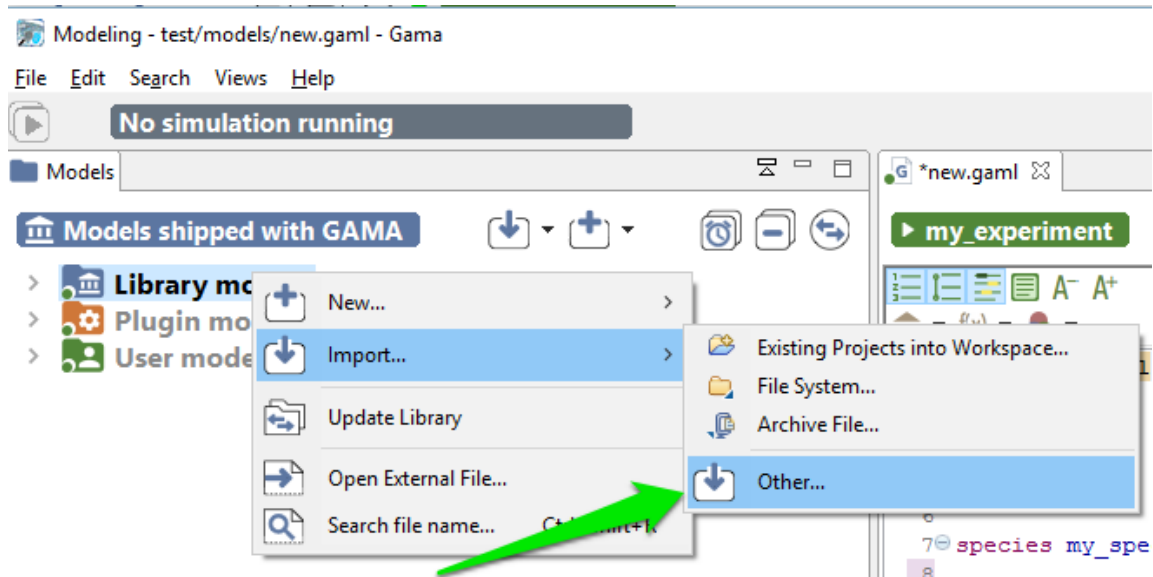 Modeling - test/models/new.gaml - Gama
File Edit Search Views Help
No simulation running
Models
*new.gaml
Models shipped with GAMA
my_experiment
Library mo
A- A+
New...
Plugin mo
Import...
User mode
Existing Projects into Workspace...
File System...
Update Library
Archive File...
Open External File...
Other...
Search file name...
7 species my_spe
8